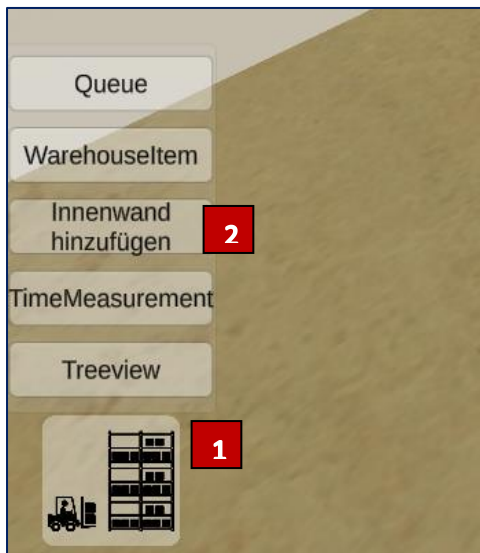 Queue
WarehouseItem
Innenwand
hinzufügen
2
TimeMeasurement
Treeview
1